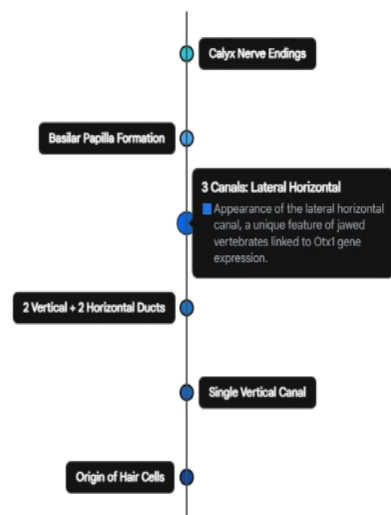 Calyx Nerve Endings
Basilar Papilla Formation
3 Canals: Lateral Horizontal
Appearance of the lateral horizontal
canal, a unique feature of jawed
vertebrates linked to Otx1 gene
expression.
2 Vertical + 2 Horizontal Ducts
Single Vertical Canal
Origin of Hair Cells